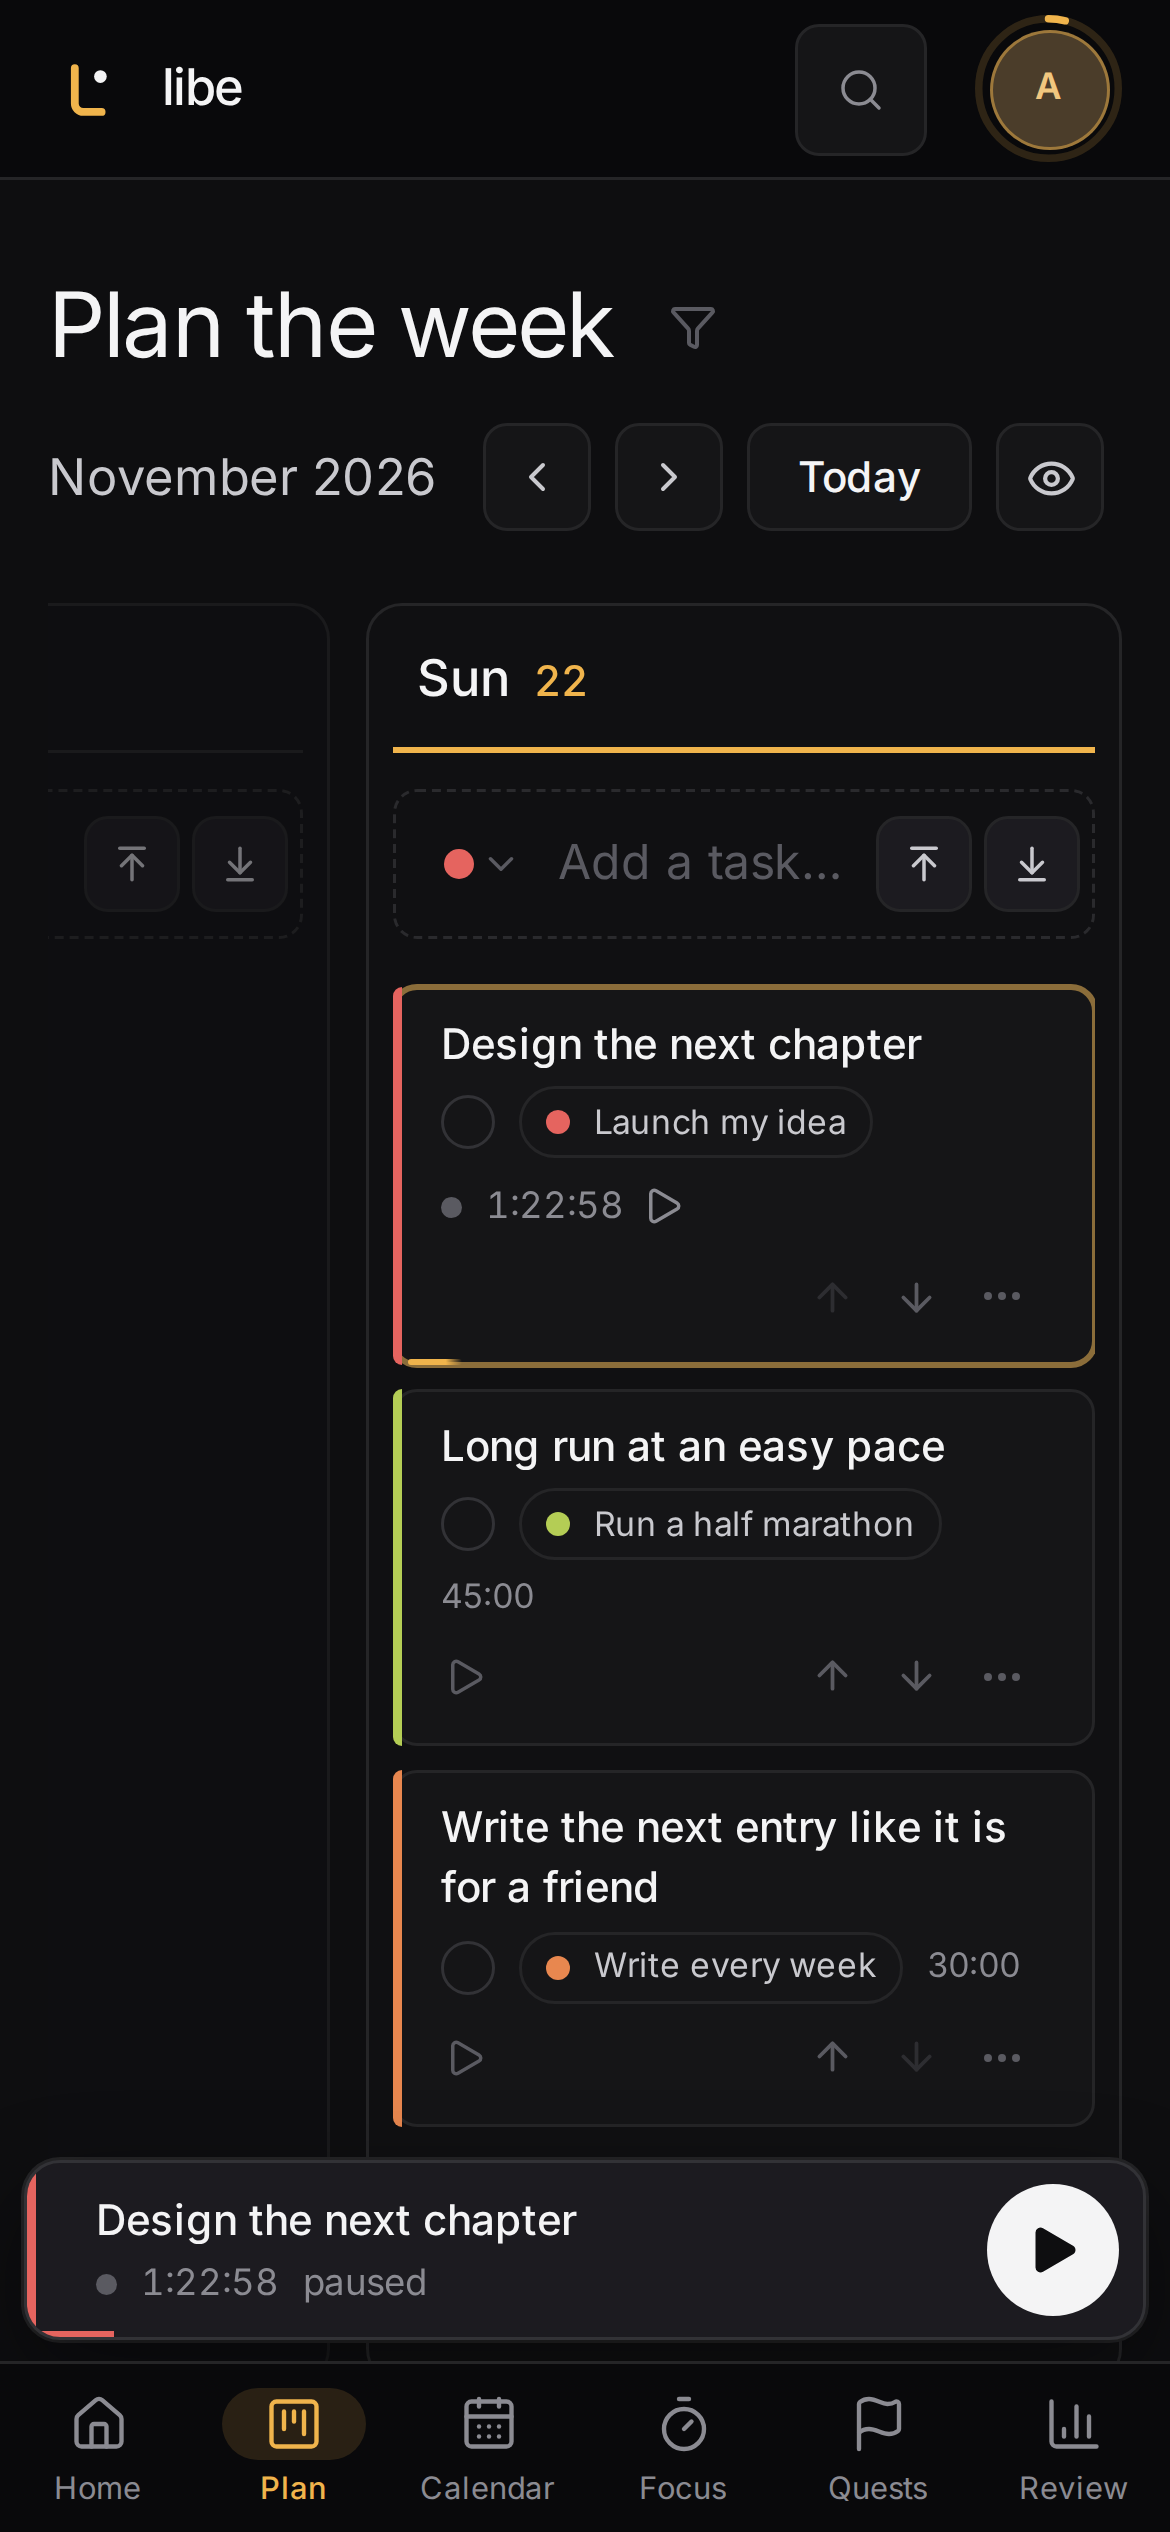 libe
A
Plan the week
November 2026
Today
Sun 22
Add a task...
Design the next chapter
Launch my idea
1:22:58
Long run at an easy pace
Run a half marathon
45:00
Write the next entry like it is
for a friend
Write every week 30:00
Design the next chapter
1:22:58 paused
Home Plan Calendar Focus Quests Review